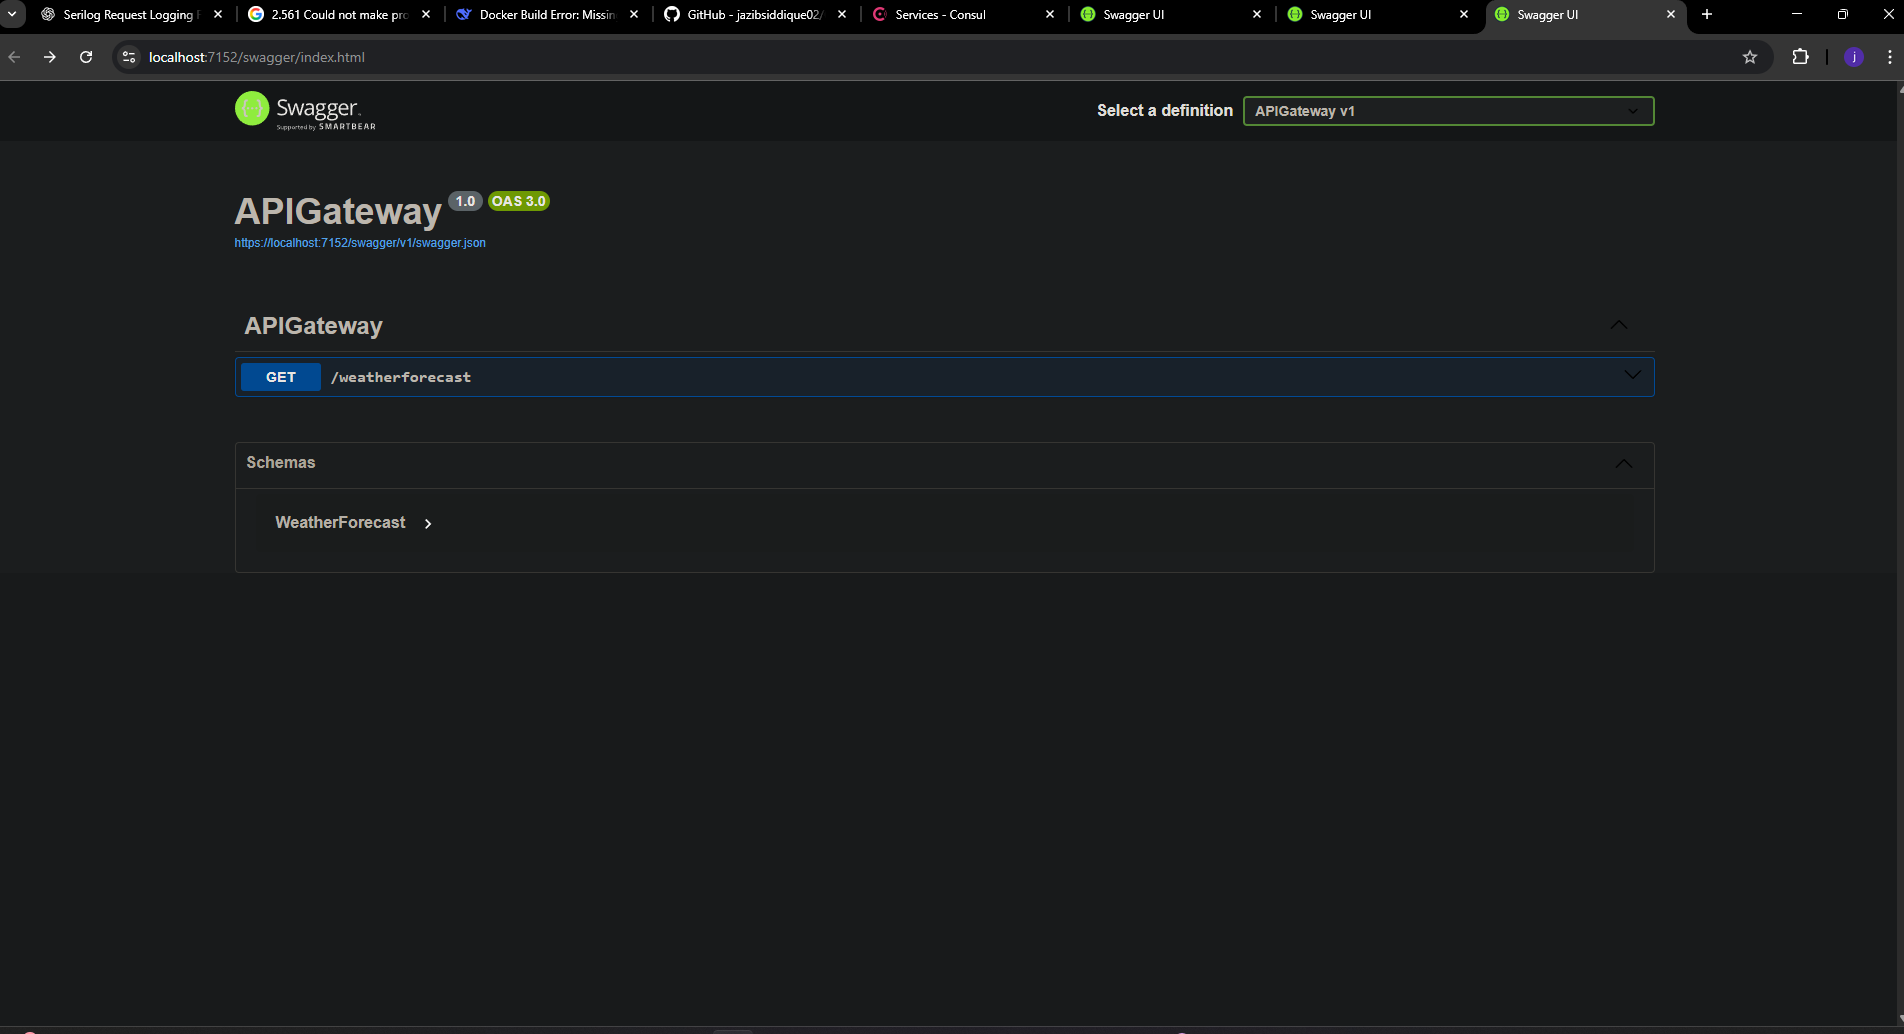 Serilog Request Logging
2.561 Could not make pro
Docker Build Error: Missin
GitHub - jazibsiddique02/
Services - Consul
Swagger UI
Swagger UI
Swagger UI
localhost:7152/swagger/index.html
j
Swagger
Supported by SMARTBEAR
Select a definition
APIGateway v1
APIGateway 1.0 OAS 3.0
https://localhost:7152/swagger/v1/swagger.json
APIGateway
GET /weatherforecast
Schemas
WeatherForecast